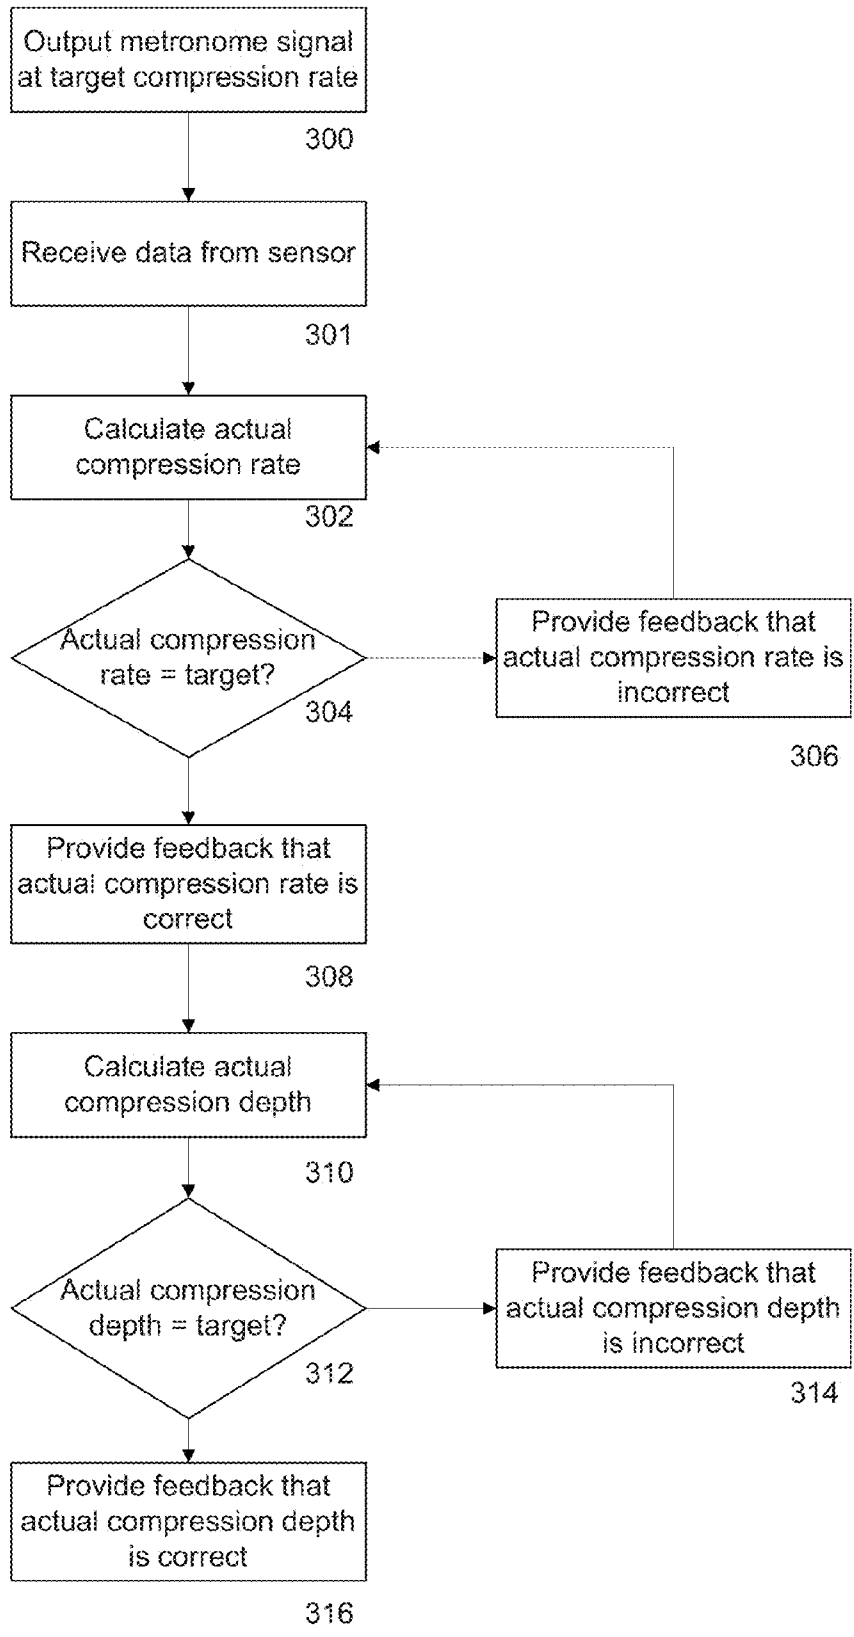 Output metronome signal
at target compression rate
300
Receive data from sensor
301
Calculate actual
compression rate
302
Actual compression
rate = target?
304
Provide feedback that
actual compression rate is
incorrect
306
Provide feedback that
actual compression rate is
correct
308
Calculate actual
compression depth
310
Actual compression
depth = target?
312
Provide feedback that
actual compression depth
is incorrect
314
Provide feedback that
actual compression depth
is correct
316